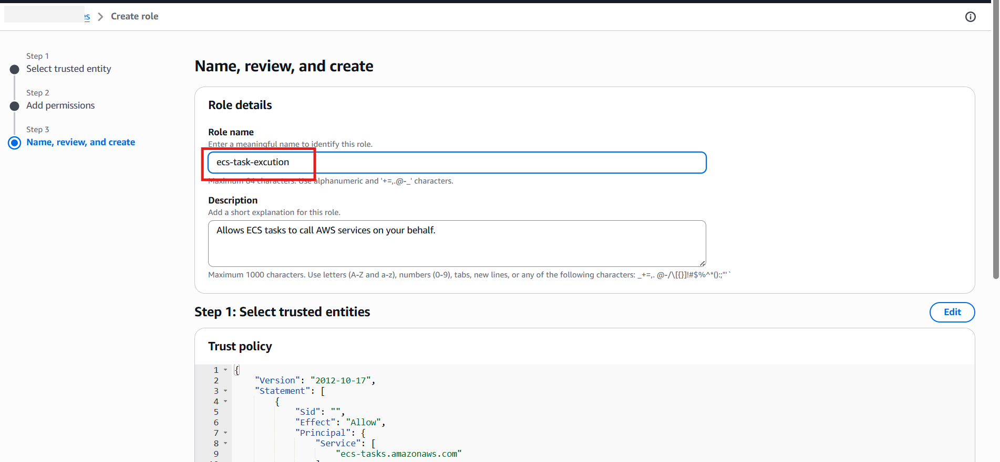 es > Create role
Step 1
Select trusted entity
Step 2
Add permissions
Step 3
Name, review, and create
Name, review, and create
Role details
Role name
Enter a meaningful name to identify this role.
ecs-task-excution
Maximum 64 characters. Use alphanumeric and '+=,.@-_' characters.
Description
Add a short explanation for this role.
Allows ECS tasks to call AWS services on your behalf.
Maximum 1000 characters. Use letters (A-Z and a-z), numbers (0-9), tabs, new lines, or any of the following characters: _+=,. @-/\[{}]!#$%^*();:"'`
Step 1: Select trusted entities
Edit
Trust policy
1 {
2 "Version": "2012-10-17",
3 "Statement": [
4 {
5 "Sid": "",
6 "Effect": "Allow",
7 "Principal": {
8 "Service": [
9 "ecs-tasks.amazonaws.com"